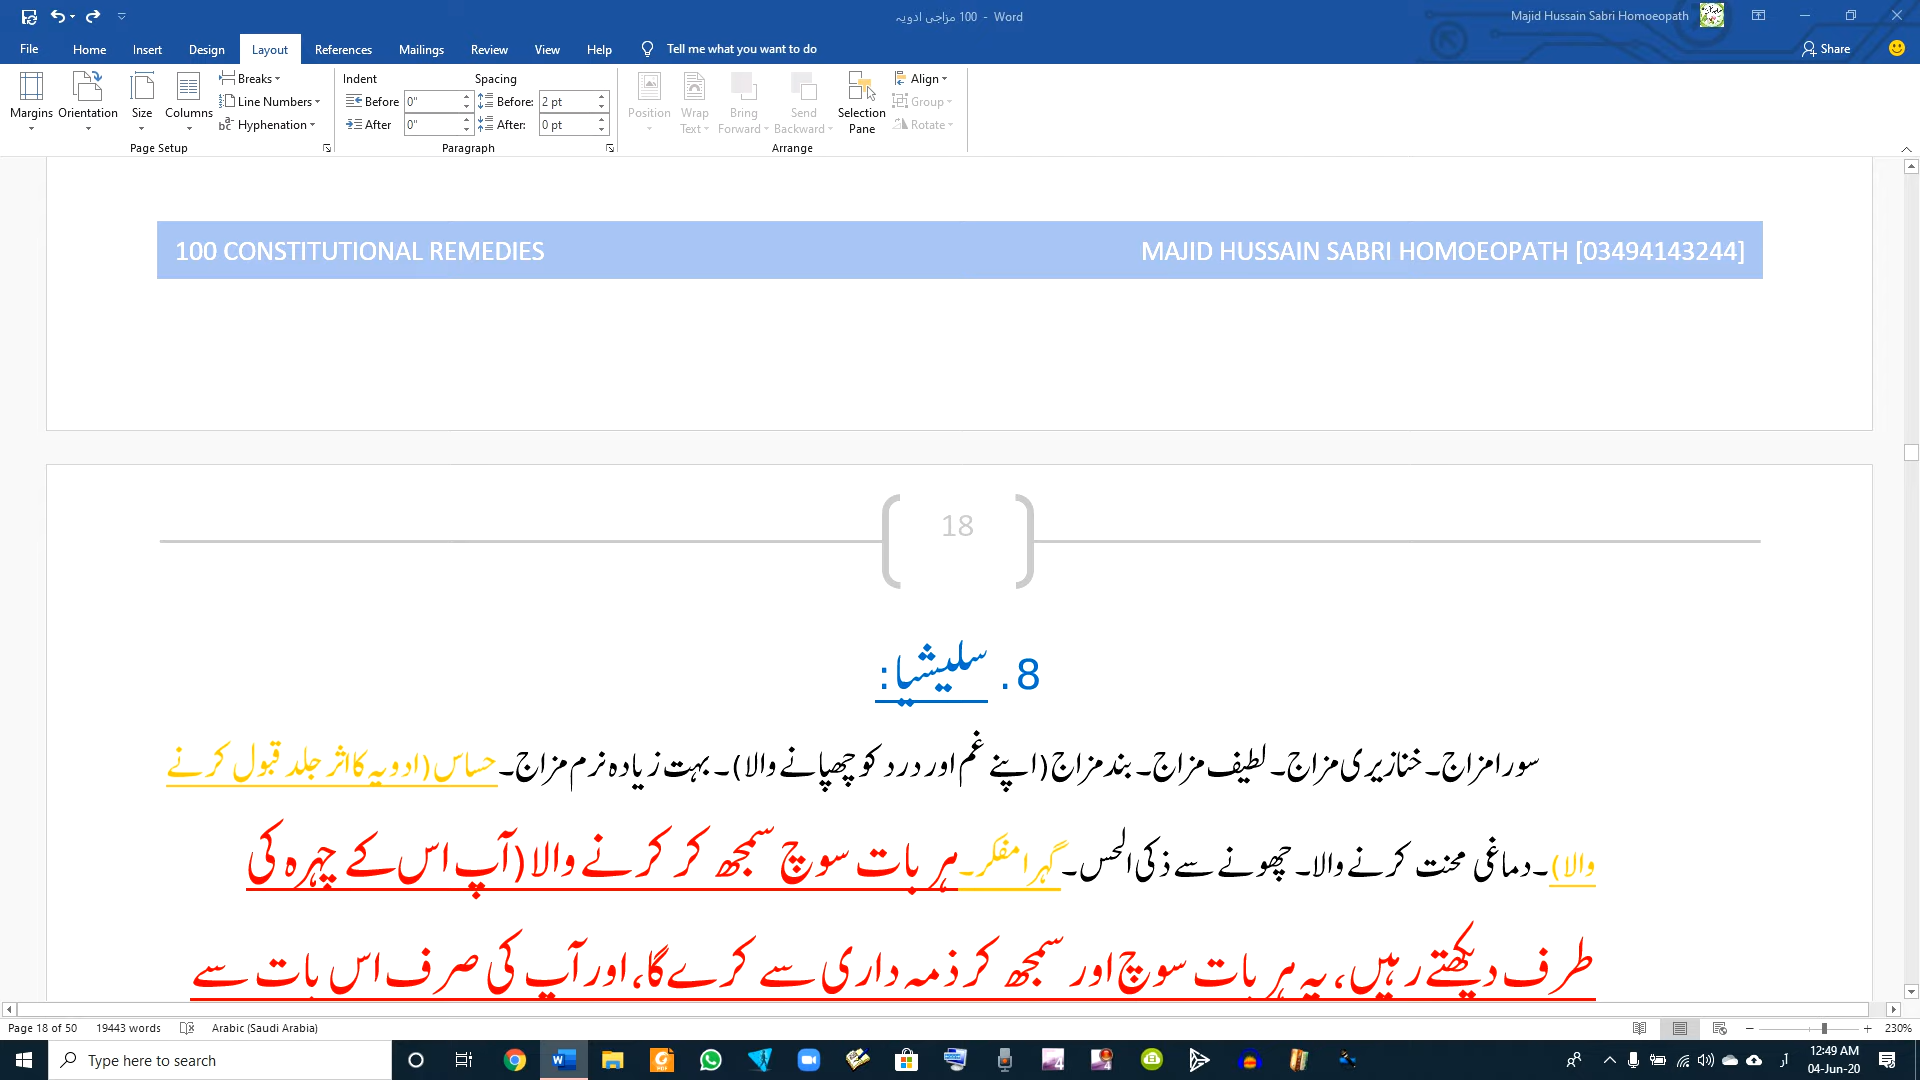 100 مزاجی ادویہ - Word
Majid Hussain Sabri Homoeopath
File Home Insert Design Layout References Mailings Review View Help Tell me what you want to do Share
Margins Orientation Size Columns Breaks Line Numbers Hyphenation
Page Setup
Indent Spacing
Before 0" Before: 2 pt
After 0" After: 0 pt
Paragraph
Position Wrap Text Bring Forward Send Backward Selection Pane Align Group Rotate
Arrange
100 CONSTITUTIONAL REMEDIES MAJID HUSSAIN SABRI HOMOEOPATH [03494143244]
18
8. سلیشیا:
سورا مزاج۔ خنازیری مزاج۔ لطیف مزاج۔ بند مزاج (اپنے غم اور درد کو چھپانے والا)۔ بہت زیادہ نرم مزاج۔ حساس (ادویہ کا اثر جلد قبول کرنے
والا)۔ دماغی محنت کرنے والا۔ چھونے سے ذکی الحس۔ گہرا مفکر۔ ہر بات سوچ سمجھ کر کرنے والا (آپ اس کے چہرہ کی
طرف دیکھتے رہیں، یہ ہر بات سوچ اور سمجھ کر ذمہ داری سے کرے گا، اور آپ کی صرف اس بات سے
Page 18 of 50 19443 words Arabic (Saudi Arabia) 230%
Type here to search
12:49 AM
04-Jun-20